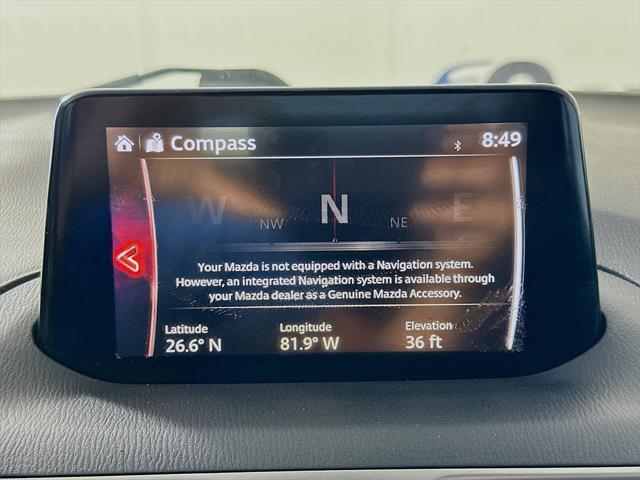 Compass
8:49
W NW N NE E
Your Mazda is not equipped with a Navigation system.
However, an integrated Navigation system is available through
your Mazda dealer as a Genuine Mazda Accessory.
Latitude Longitude Elevation
26.6° N 81.9° W 36 ft